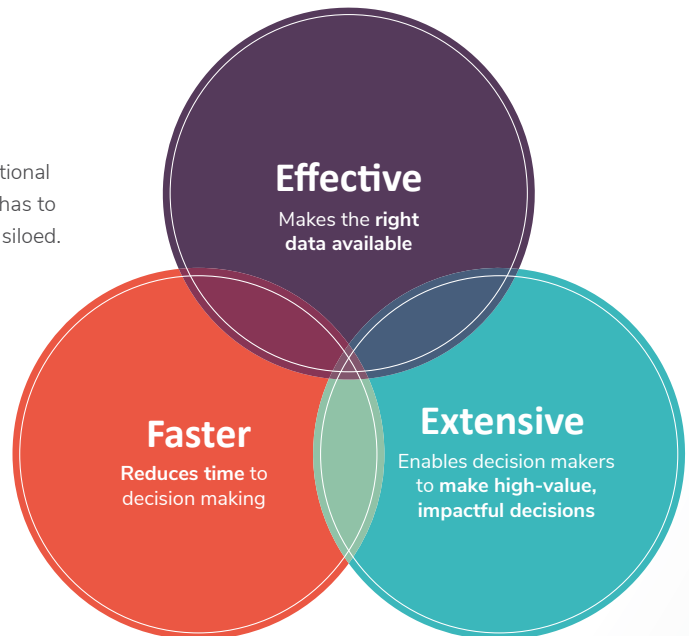 tional
has to
siloed.
Effective
Makes the right
data available
Faster
Reduces time to
decision making
Extensive
Enables decision makers
to make high-value,
impactful decisions